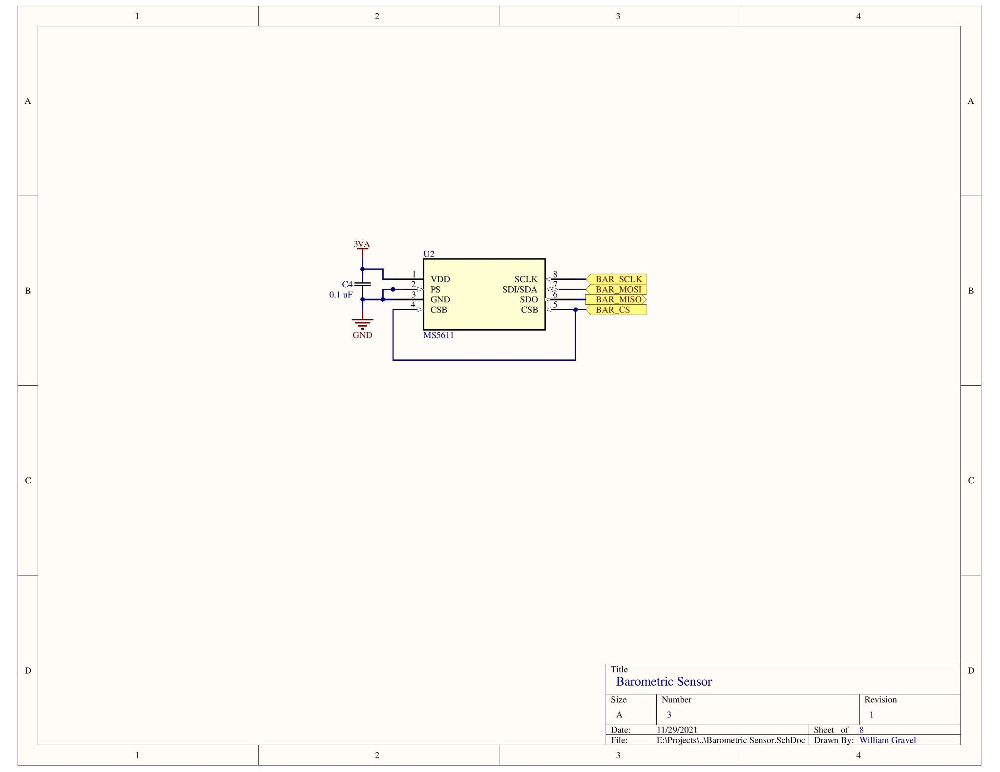 1 2 3 4
A A
3VA
U2
1 8
VDD SCLK BAR_SCLK
C4 2 7
PS SDI/SDA BAR_MOSI
0.1 uF 3 6
GND SDO BAR_MISO
4 5
CSB CSB BAR_CS
B B
GND MS5611
C C
D D
Title
Barometric Sensor
Size Number Revision
A 3 1
Date: 11/29/2021 Sheet of 8
File: E:\Projects\..\Barometric Sensor.SchDoc Drawn By: William Gravel
1 2 3 4